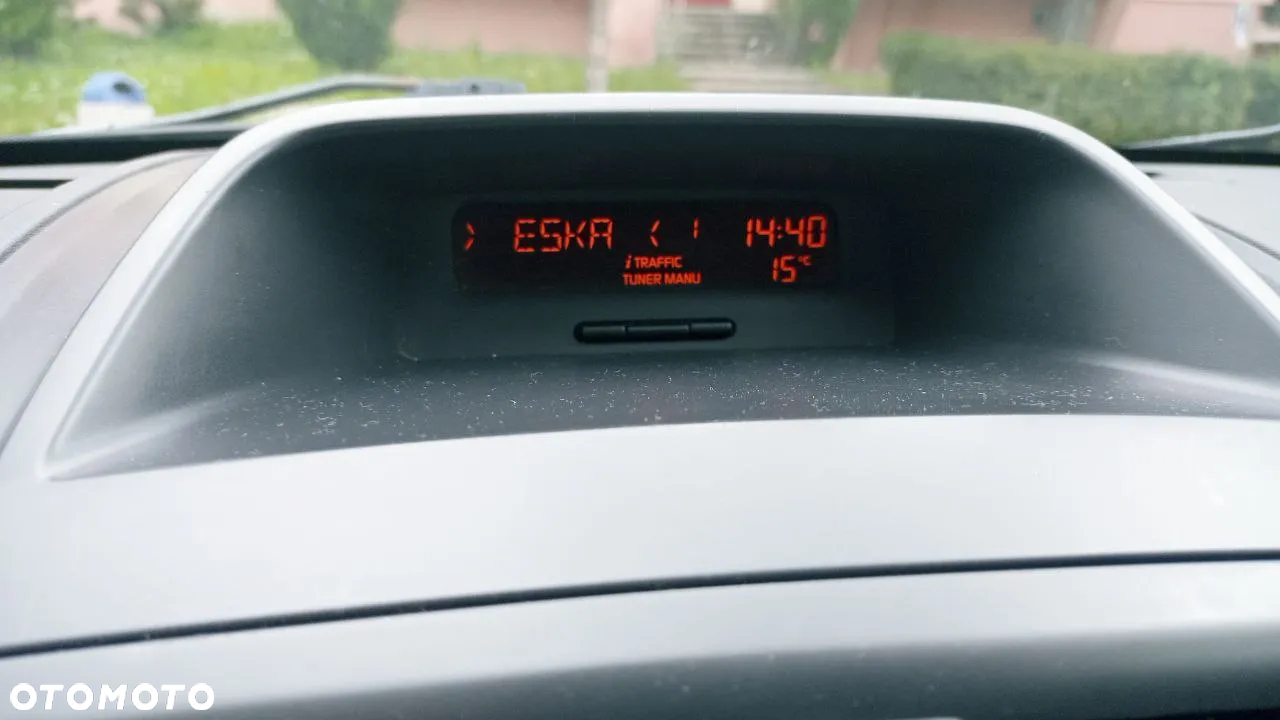 > ESKA < 1 14:40
i TRAFFIC 15°C
TUNER MANU
OTOMOTO